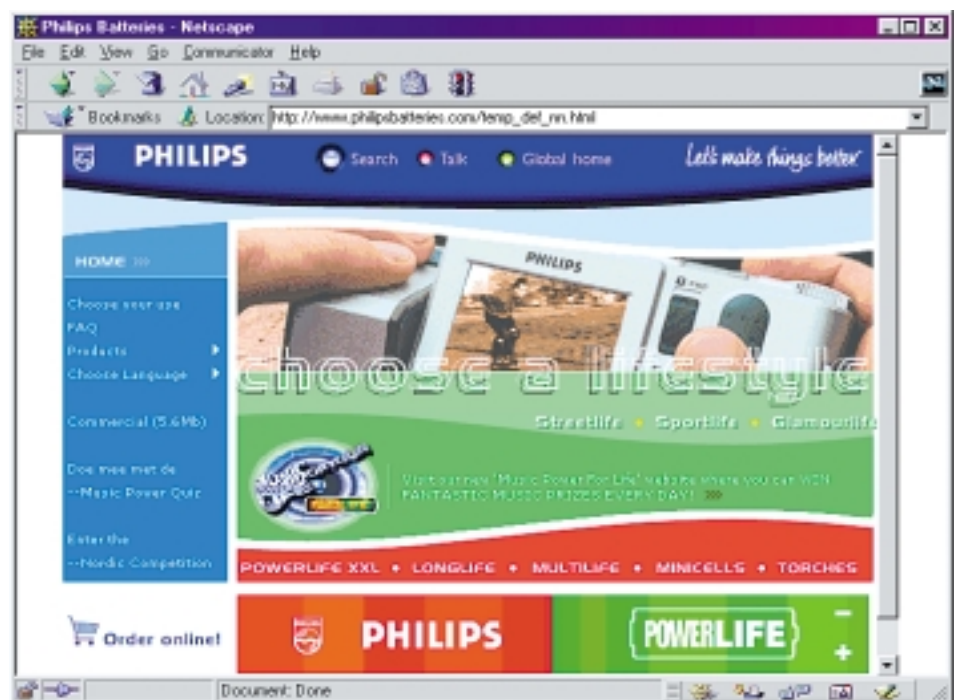 Philips Batteries - Netscape
File Edit View Go Communicator Help
Bookmarks Location: http://www.philipsbatteries.com/temp_def_nn.html
PHILIPS Search Talk Global home Let's make things better
HOME >>>
PHILIPS
Choose your use
FAQ
Products
Choose Language
choose a lifestyle
Commercial (5.6Mb)
Streetlife • Sportlife • Glamourlife
Doe mee met de
--Music Power Quiz
Visit our new 'Music Power For Life' website where you can WIN
FANTASTIC MUSIC PRIZES EVERY DAY! >>>
Enter the
--Nordic Competition
POWERLIFE XXL • LONGLIFE • MULTILIFE • MINICELLS • TORCHES
Order online!
PHILIPS
POWERLIFE
- +
Document: Done